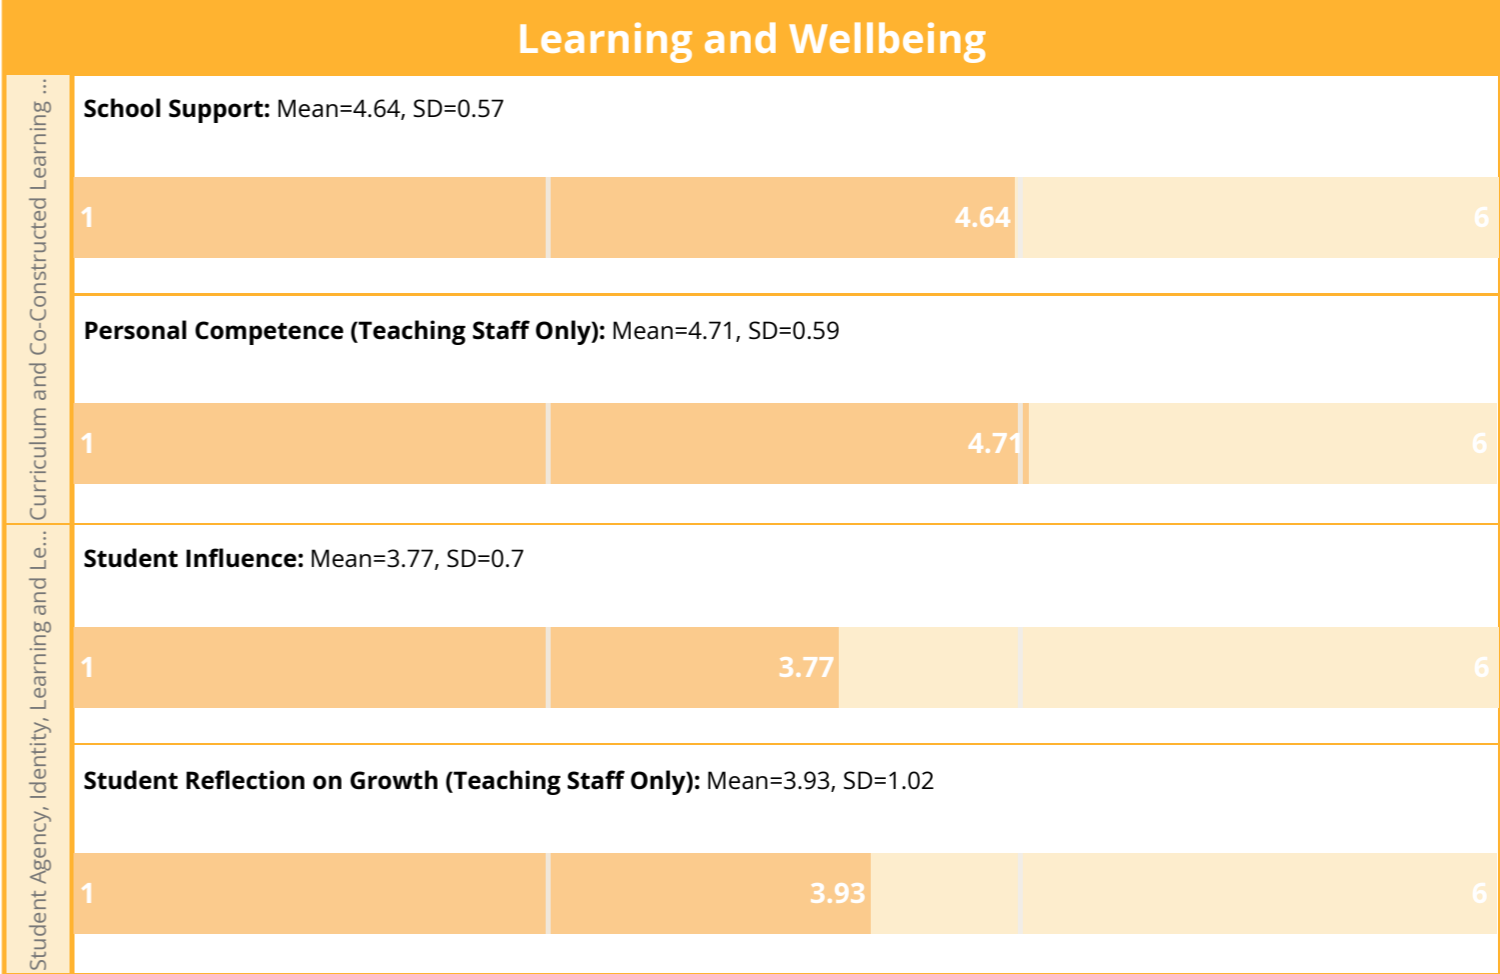 Learning and Wellbeing
Curriculum and Co-Constructed Learning ...
School Support: Mean=4.64, SD=0.57
1 4.64 6
Personal Competence (Teaching Staff Only): Mean=4.71, SD=0.59
1 4.71 6
Student Agency, Identity, Learning and Le...
Student Influence: Mean=3.77, SD=0.7
1 3.77 6
Student Reflection on Growth (Teaching Staff Only): Mean=3.93, SD=1.02
1 3.93 6